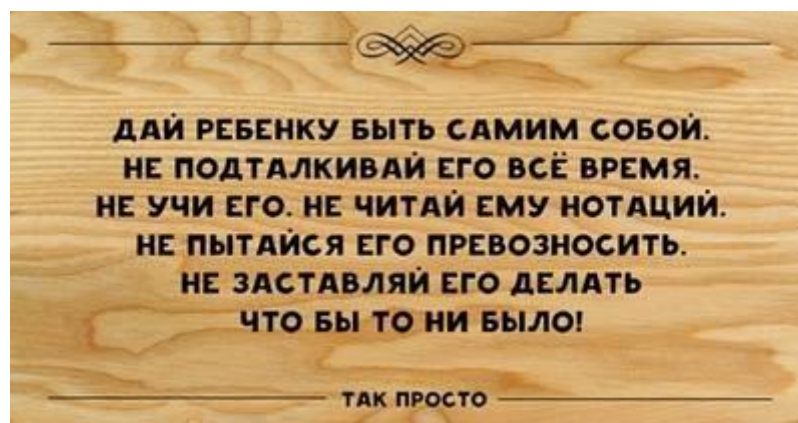 ДАЙ РЕБЕНКУ БЫТЬ САМИМ СОБОЙ.
НЕ ПОДТАЛКИВАЙ ЕГО ВСЁ ВРЕМЯ.
НЕ УЧИ ЕГО. НЕ ЧИТАЙ ЕМУ НОТАЦИЙ.
НЕ ПЫТАЙСЯ ЕГО ПРЕВОЗНОСИТЬ.
НЕ ЗАСТАВЛЯЙ ЕГО ДЕЛАТЬ
ЧТО БЫ ТО НИ БЫЛО!
ТАК ПРОСТО